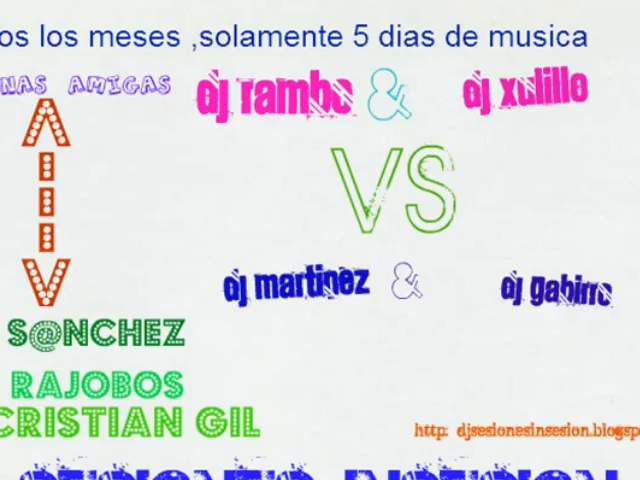 os los meses ,solamente 5 dias de musica
NAS AMIGAS
DJ rambo & DJ xulillo
VS
DJ martinez & DJ gabirro
S@NCHEZ
RAJOBOS
CRISTIAN GIL
http: djsesionesinsesion.blogsp